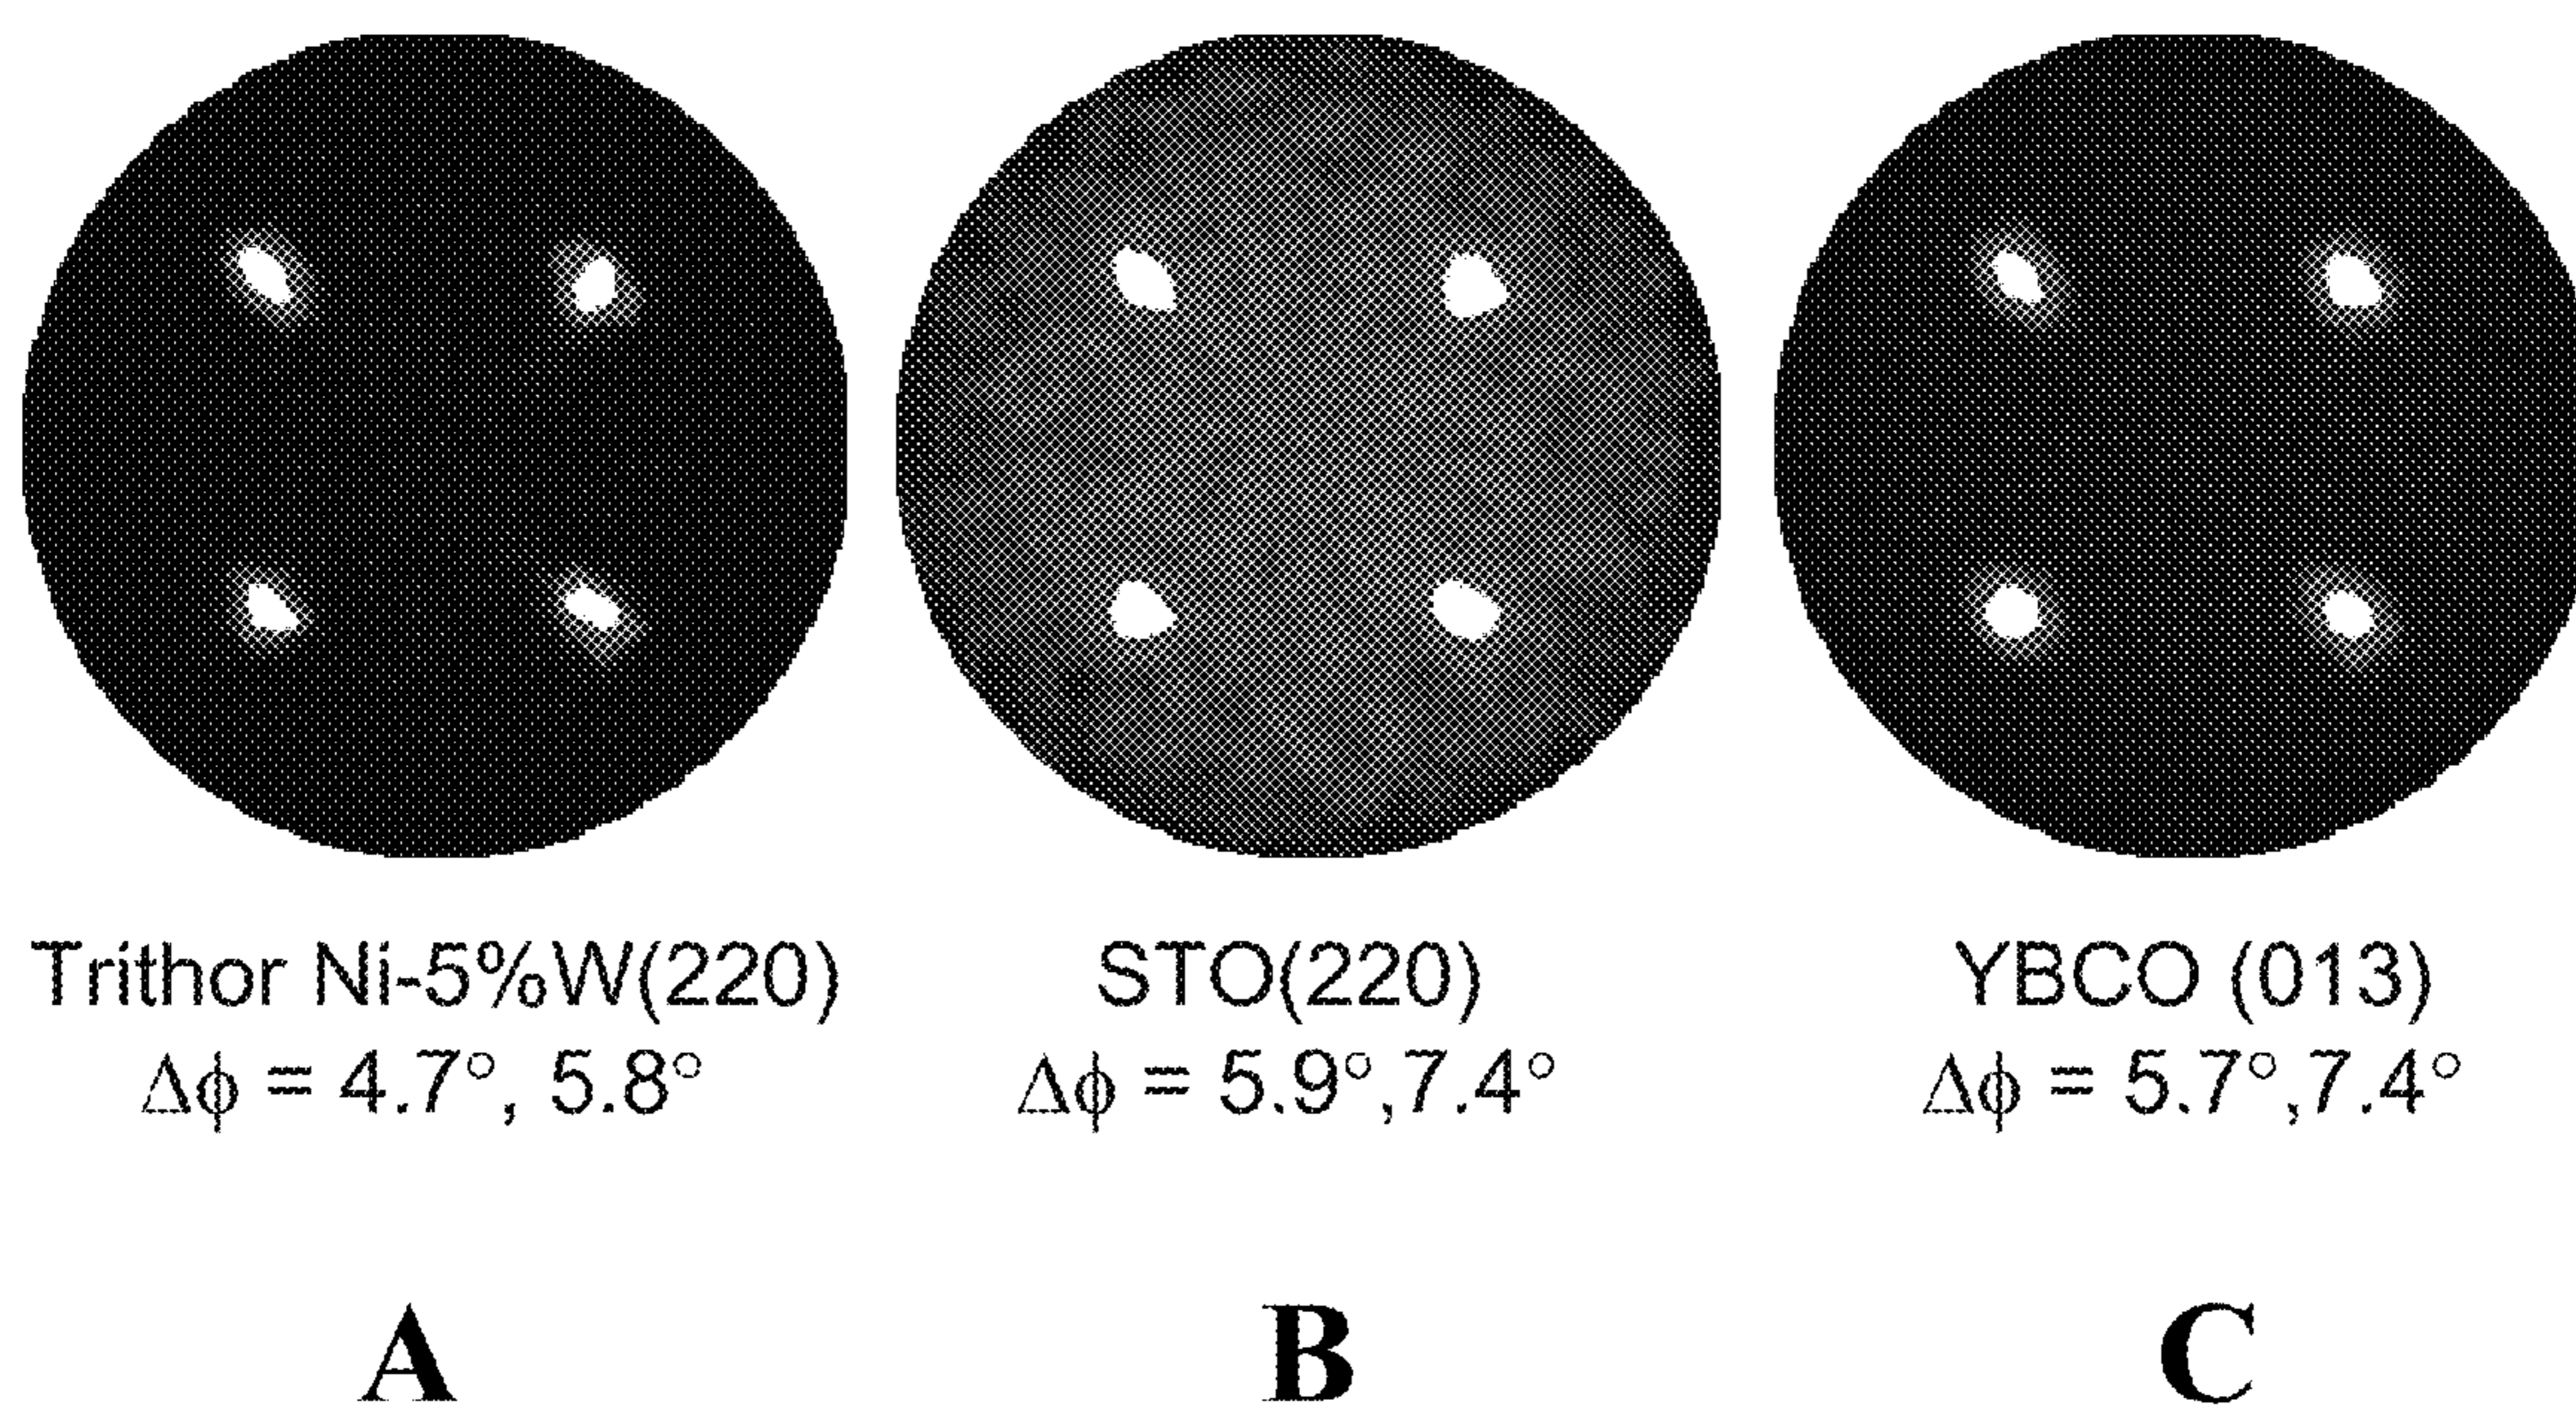 Trithor Ni-5%W(220)
Δϕ = 4.7°, 5.8°
STO(220)
Δϕ = 5.9°,7.4°
YBCO (013)
Δϕ = 5.7°,7.4°
A
B
C